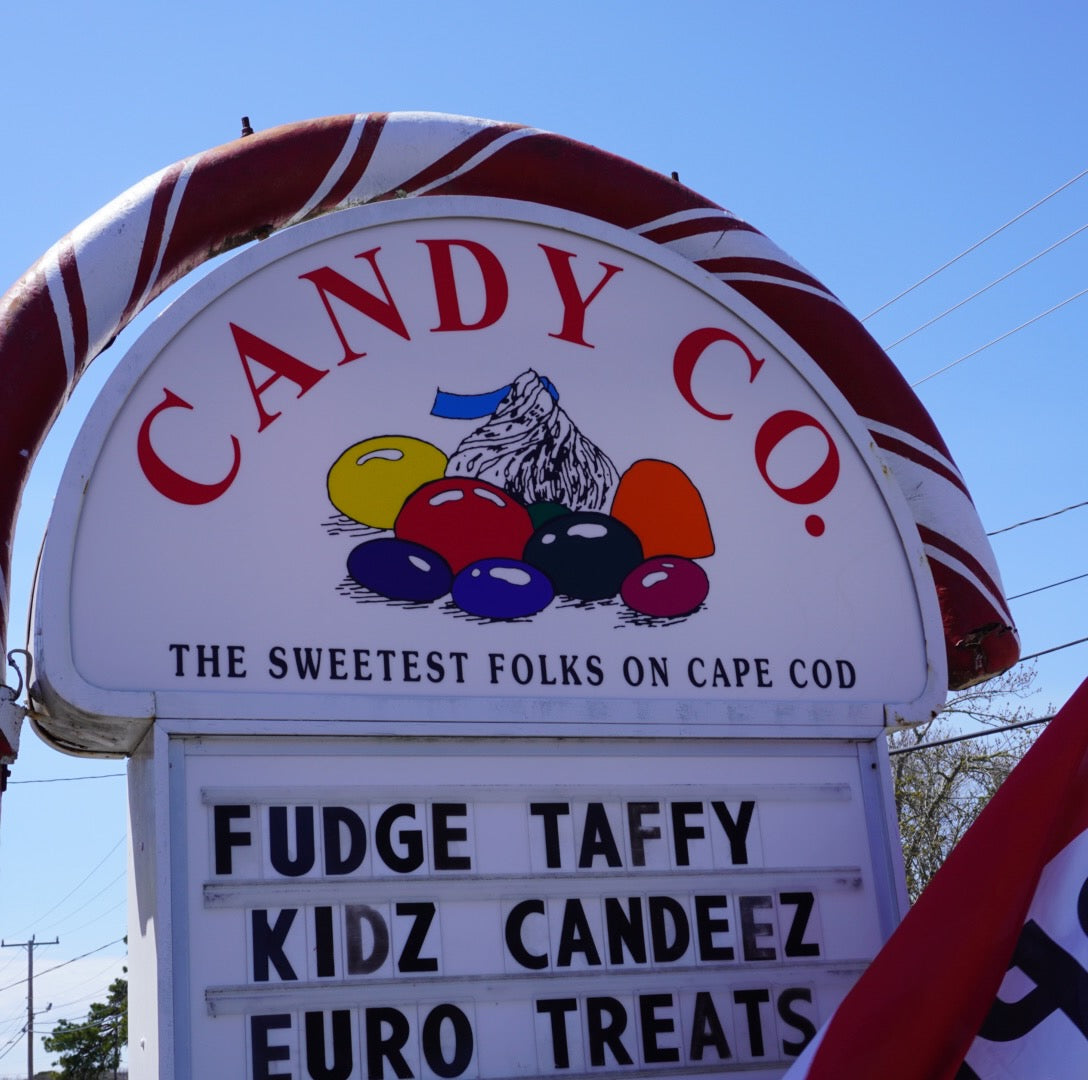 CANDY CO.
THE SWEETEST FOLKS ON CAPE COD
FUDGE TAFFY
KIDZ CANDEEZ
EURO TREATS